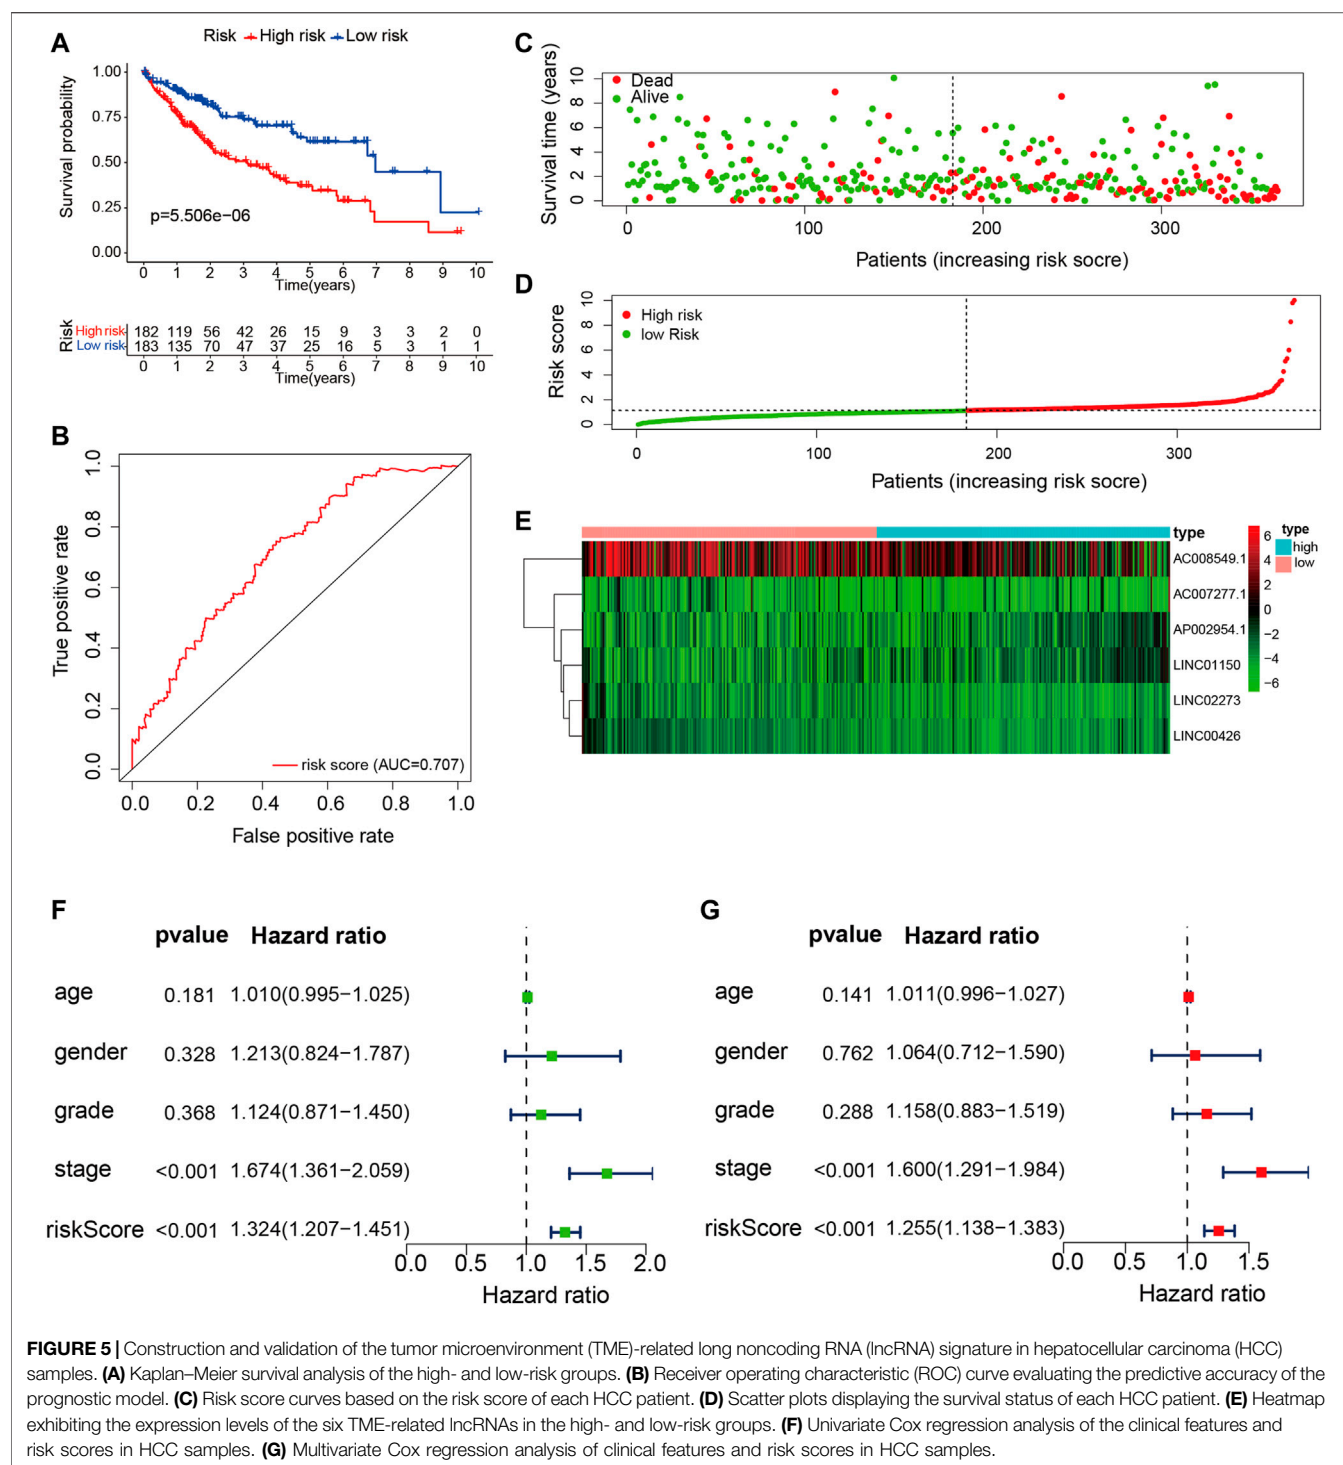 A
Risk High risk Low risk
Survival probability
1.00
0.75
0.50
0.25
0.00
p=5.506e−06
0 1 2 3 4 5 6 7 8 9 10
Time(years)
Risk
High risk 182 119 56 42 26 15 9 3 3 2 0
Low risk 183 135 70 47 37 25 16 5 3 1 1
0 1 2 3 4 5 6 7 8 9 10
Time(years)
B
True positive rate
1.0
0.8
0.6
0.4
0.2
0.0
risk score (AUC=0.707)
0.0 0.2 0.4 0.6 0.8 1.0
False positive rate
C
Survival time (years)
10
8
6
4
2
0
Dead
Alive
0 100 200 300
Patients (increasing risk socre)
D
Risk score
10
8
6
4
2
0
High risk
low Risk
0 100 200 300
Patients (increasing risk socre)
E
type
AC008549.1
AC007277.1
AP002954.1
LINC01150
LINC02273
LINC00426
6
4
2
0
−2
−4
−6
type
high
low
F
pvalue Hazard ratio
age 0.181 1.010(0.995−1.025)
gender 0.328 1.213(0.824−1.787)
grade 0.368 1.124(0.871−1.450)
stage <0.001 1.674(1.361−2.059)
riskScore <0.001 1.324(1.207−1.451)
0.0 0.5 1.0 1.5 2.0
Hazard ratio
G
pvalue Hazard ratio
age 0.141 1.011(0.996−1.027)
gender 0.762 1.064(0.712−1.590)
grade 0.288 1.158(0.883−1.519)
stage <0.001 1.600(1.291−1.984)
riskScore <0.001 1.255(1.138−1.383)
0.0 0.5 1.0 1.5
Hazard ratio
FIGURE 5 | Construction and validation of the tumor microenvironment (TME)-related long noncoding RNA (lncRNA) signature in hepatocellular carcinoma (HCC)
samples. (A) Kaplan–Meier survival analysis of the high- and low-risk groups. (B) Receiver operating characteristic (ROC) curve evaluating the predictive accuracy of the
prognostic model. (C) Risk score curves based on the risk score of each HCC patient. (D) Scatter plots displaying the survival status of each HCC patient. (E) Heatmap
exhibiting the expression levels of the six TME-related lncRNAs in the high- and low-risk groups. (F) Univariate Cox regression analysis of the clinical features and
risk scores in HCC samples. (G) Multivariate Cox regression analysis of clinical features and risk scores in HCC samples.